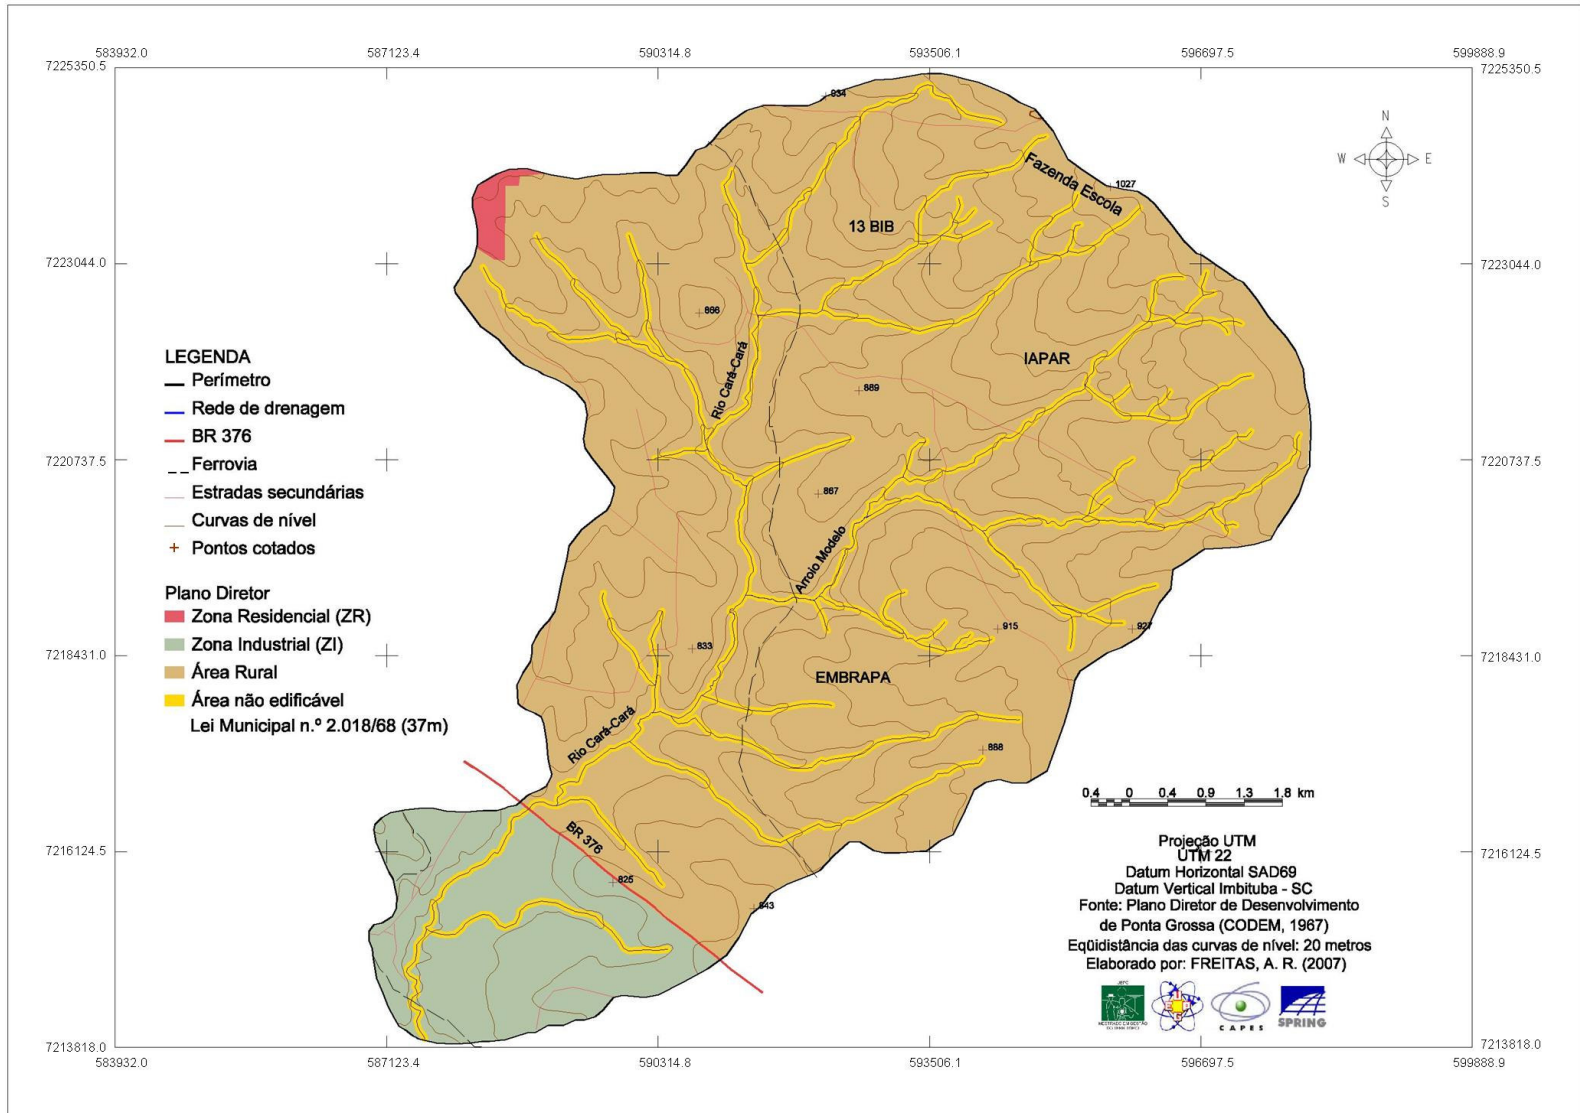 583932.0
587123.4
590314.8
593506.1
596697.5
599888.9
7225350.5
7225350.5
934
N
W
E
S
Fazenda Escola
1027
13 BIB
7223044.0
7223044.0
866
LEGENDA
Perímetro
Rede de drenagem
BR 376
Ferrovia
Estradas secundárias
Curvas de nível
Pontos cotados
Rio Cará-Cará
IAPAR
889
7220737.5
7220737.5
867
Arroio Modelo
Plano Diretor
Zona Residencial (ZR)
Zona Industrial (ZI)
Área Rural
Área não edificável
Lei Municipal n.º 2.018/68 (37m)
915
927
833
7218431.0
7218431.0
EMBRAPA
Rio Cará-Cará
888
0.4 0 0.4 0.9 1.3 1.8 km
BR 376
7216124.5
7216124.5
825
843
Projeção UTM
UTM 22
Datum Horizontal SAD69
Datum Vertical Imbituba - SC
Fonte: Plano Diretor de Desenvolvimento
de Ponta Grossa (CODEM, 1967)
Eqüidistância das curvas de nível: 20 metros
Elaborado por: FREITAS, A. R. (2007)
CAPES
SPRING
7213818.0
7213818.0
583932.0
587123.4
590314.8
593506.1
596697.5
599888.9